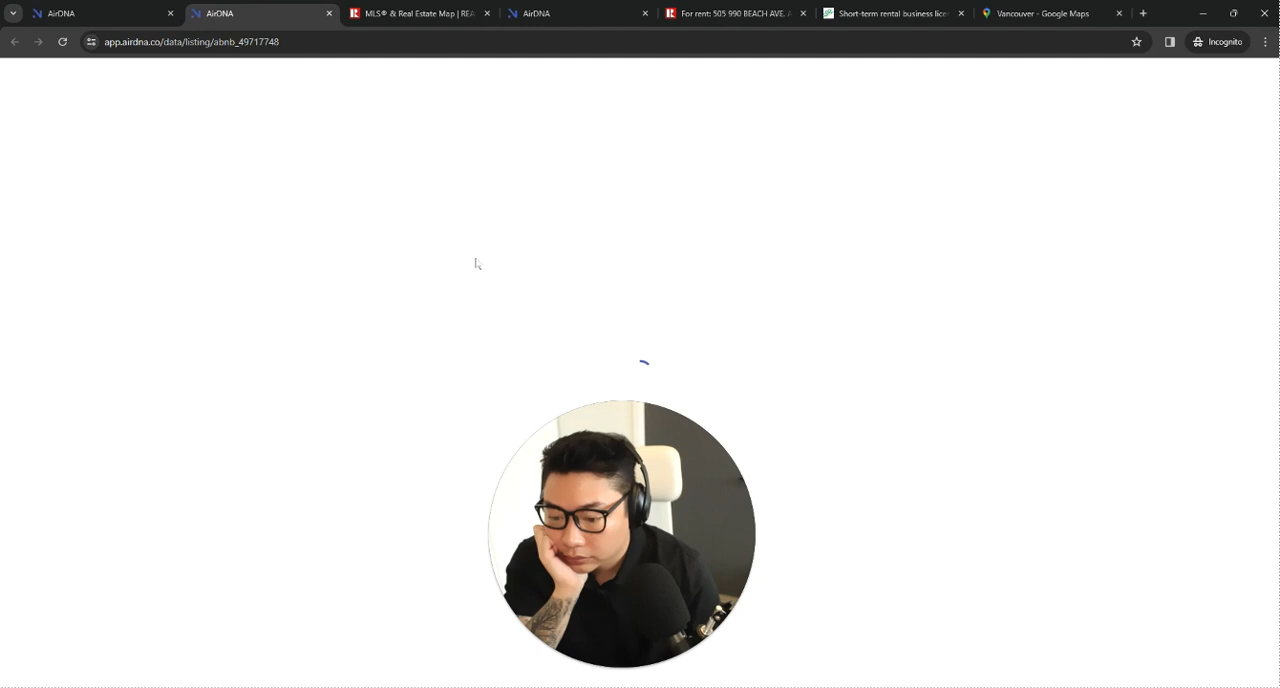 AirDNA
AirDNA
MLS® & Real Estate Map | REA
AirDNA
For rent: 505 990 BEACH AVE. A
Short-term rental business lice
Vancouver - Google Maps
app.airdna.co/data/listing/abnb_49717748
Incognito